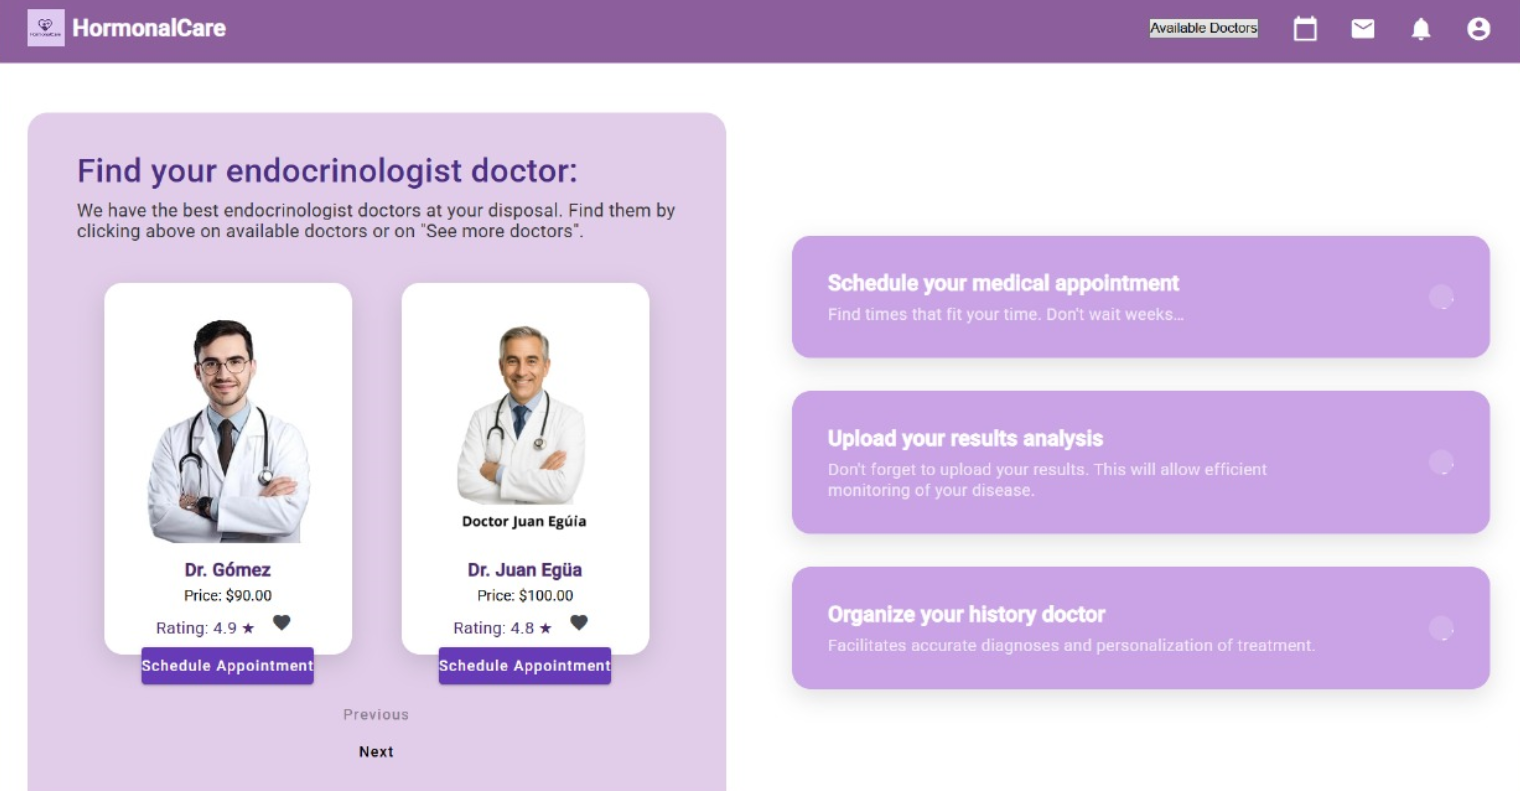 HormonalCare
Available Doctors
Find your endocrinologist doctor:
We have the best endocrinologist doctors at your disposal. Find them by
clicking above on available doctors or on "See more doctors".
Doctor Juan Egúía
Dr. Gómez
Price: $90.00
Rating: 4.9 ★
Schedule Appointment
Dr. Juan Egüa
Price: $100.00
Rating: 4.8 ★
Schedule Appointment
Previous
Next
Schedule your medical appointment
Find times that fit your time. Don't wait weeks...
Upload your results analysis
Don't forget to upload your results. This will allow efficient
monitoring of your disease.
Organize your history doctor
Facilitates accurate diagnoses and personalization of treatment.